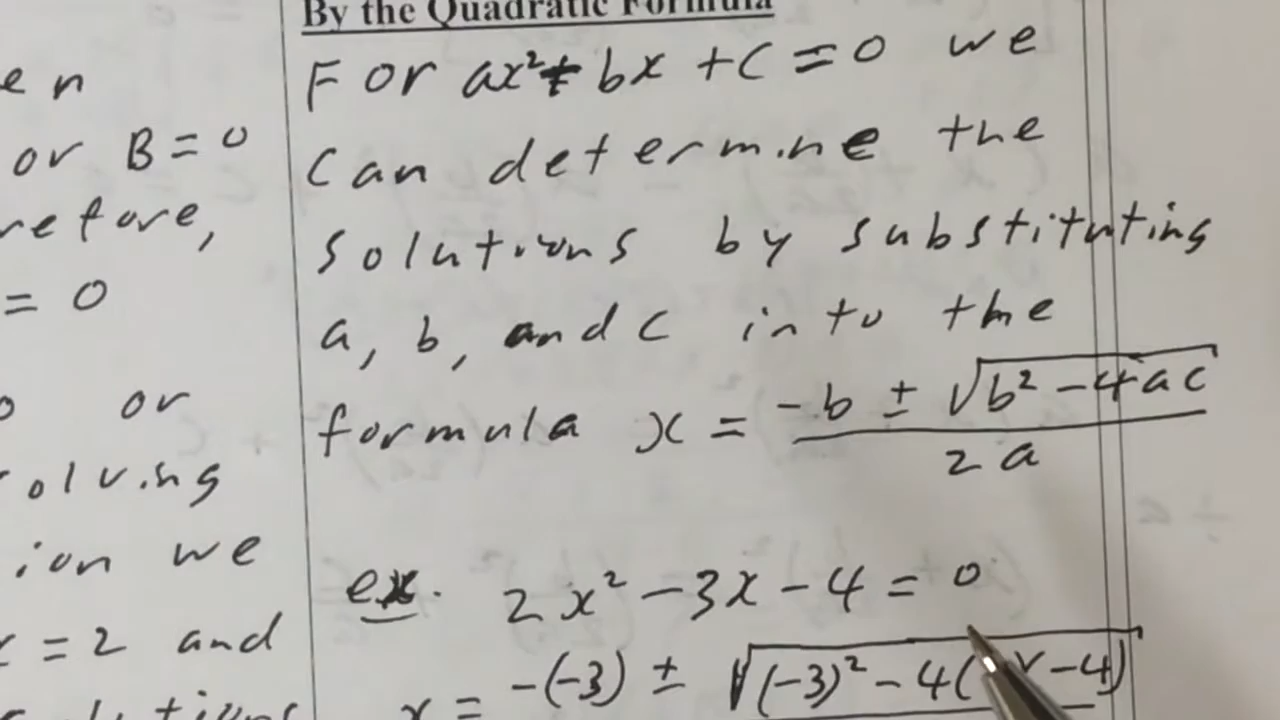 By the Quadratic Formula
en
or B = 0
refore,
= 0
or
olving
ion we
= 2 and
For ax² + bx + c = 0 we
can determine the
solutions by substituting
a, b, and c into the
formula x = -b ± √b² - 4ac / 2a
ex. 2x² - 3x - 4 = 0
x = -(-3) ± √(-3)² - 4( -4)